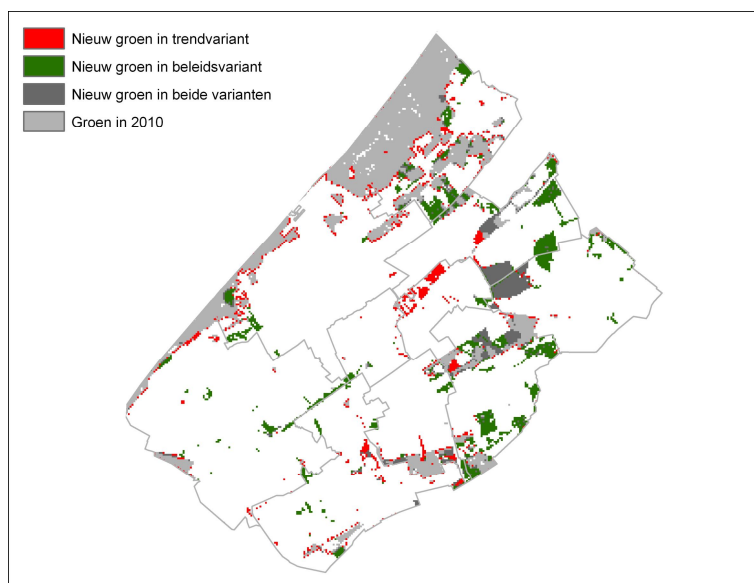 Nieuw groen in trendvariant
Nieuw groen in beleidsvariant
Nieuw groen in beide varianten
Groen in 2010